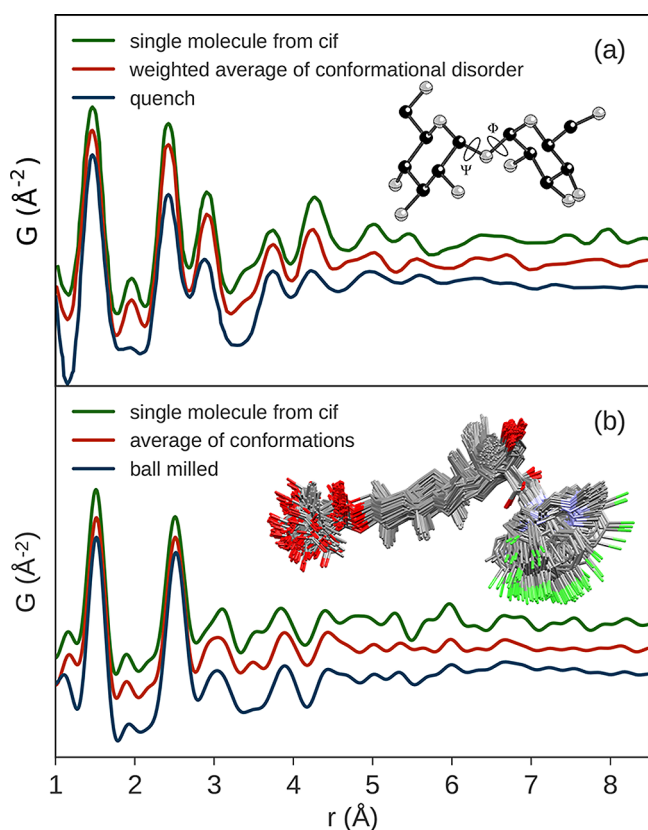 single molecule from cif
(a)
weighted average of conformational disorder
quench
Φ
Ψ
G (Å-2)
single molecule from cif
(b)
average of conformations
ball milled
G (Å-2)
1 2 3 4 5 6 7 8
r (Å)